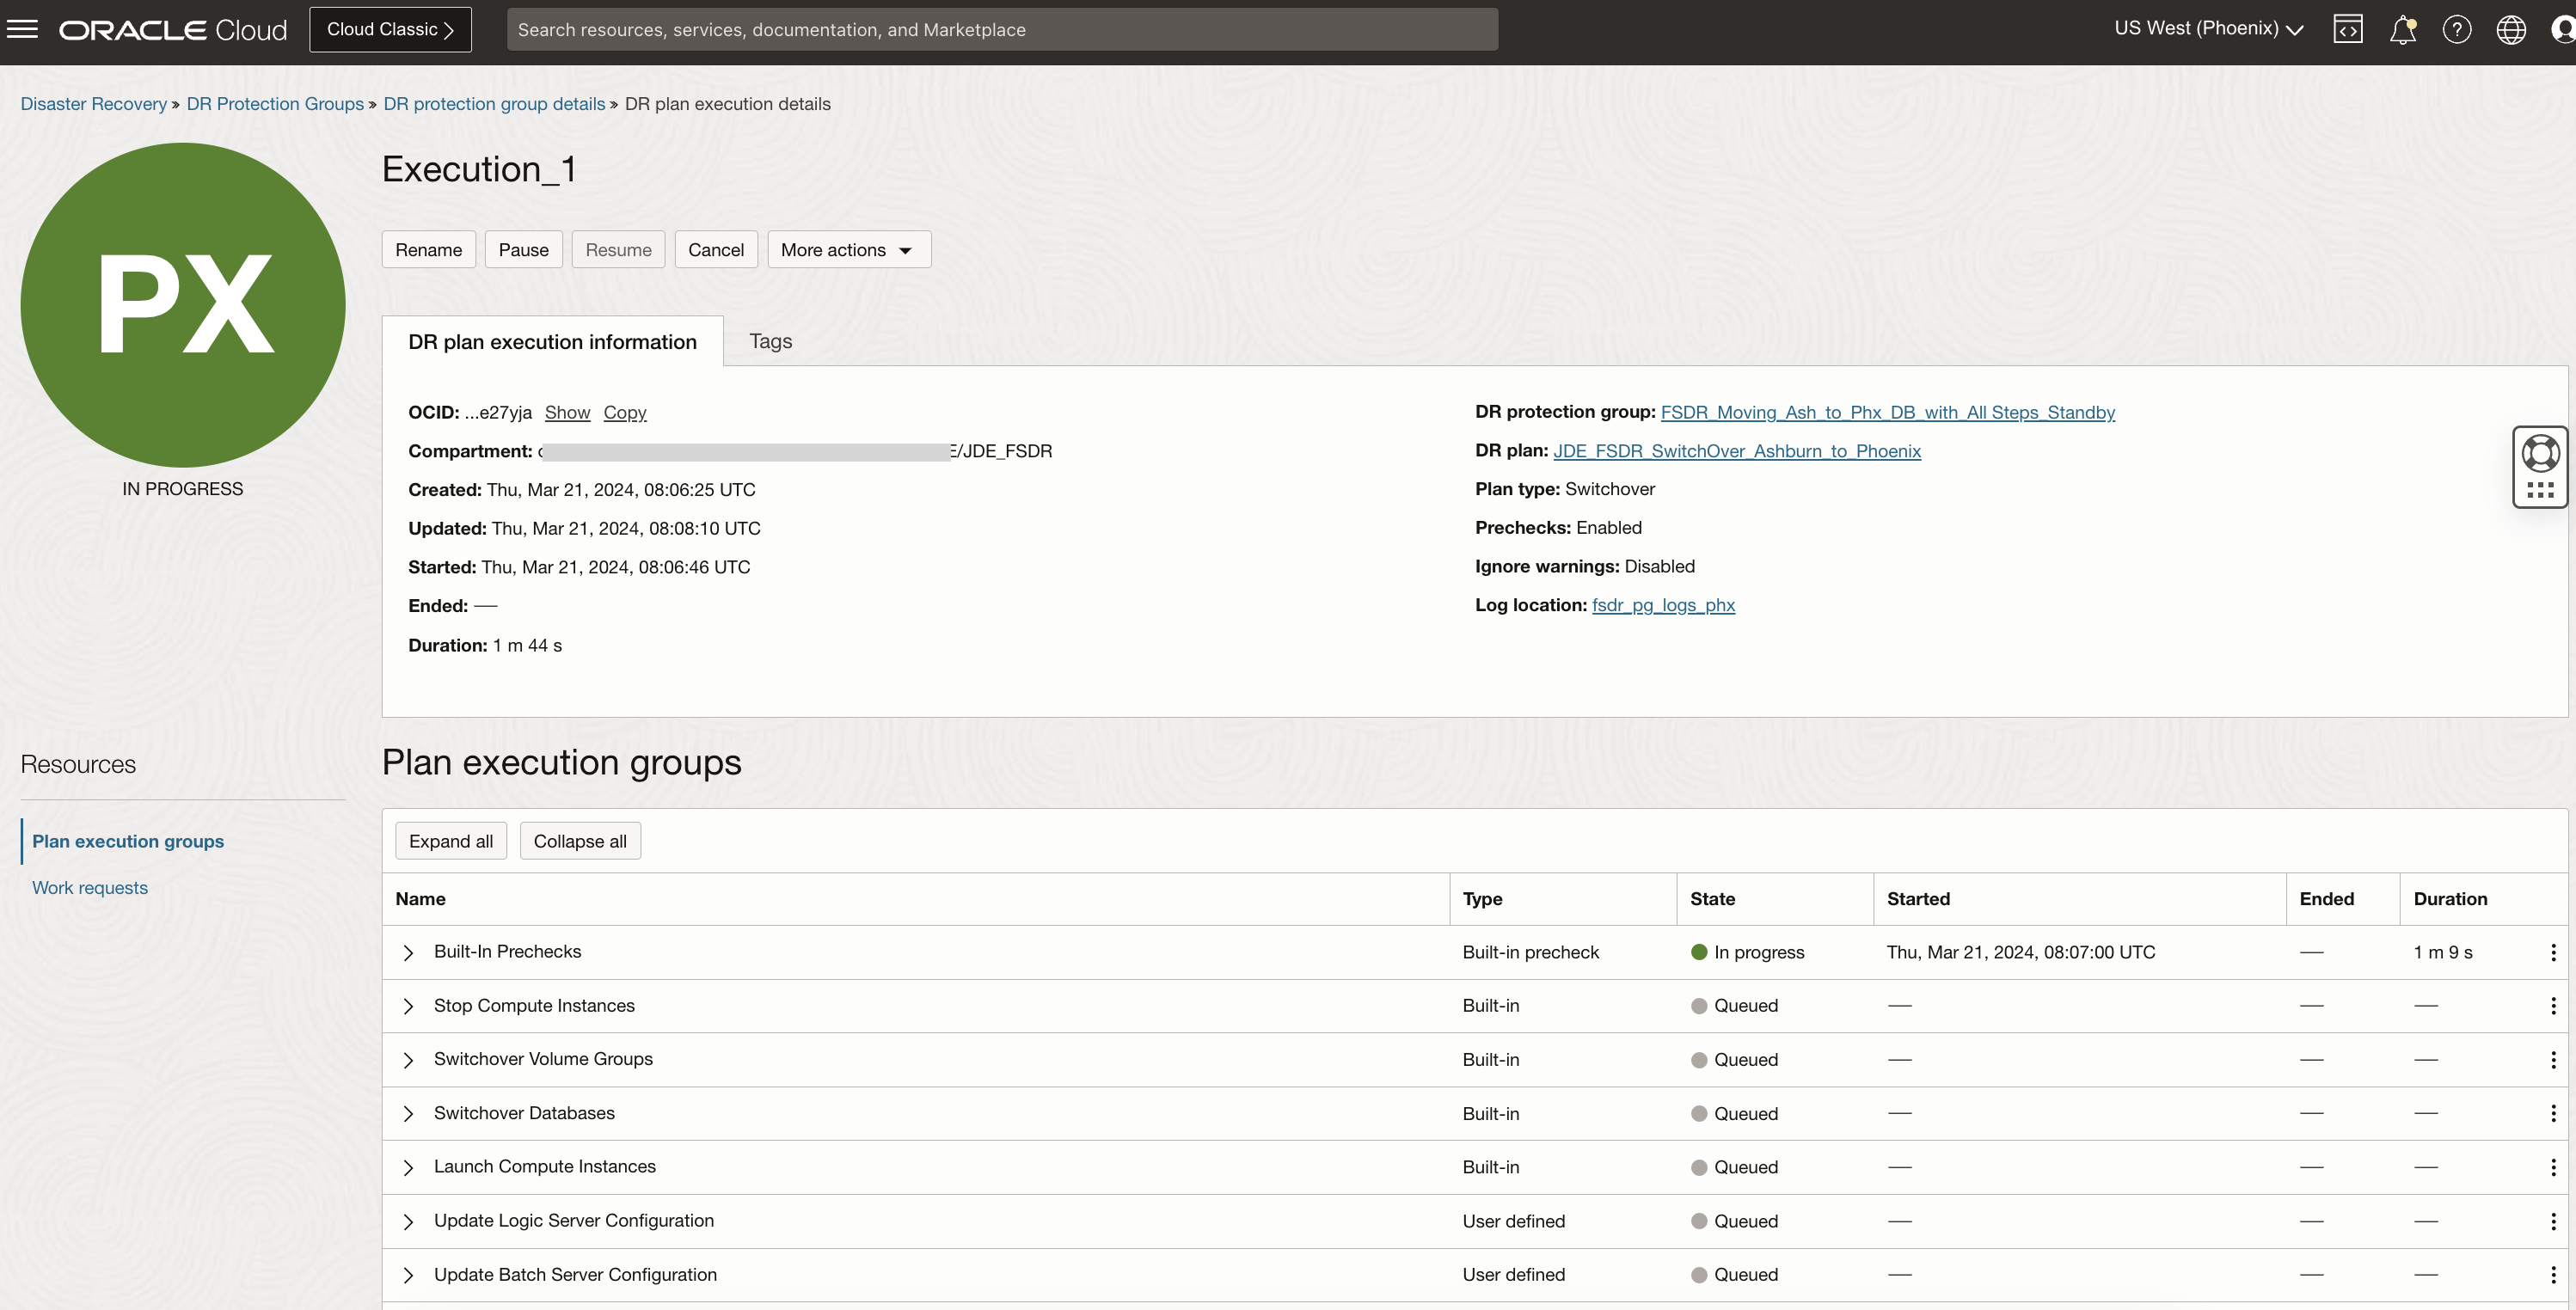 ORACLE Cloud Cloud Classic Search resources, services, documentation, and Marketplace US West (Phoenix)
Disaster Recovery » DR Protection Groups » DR protection group details » DR plan execution details
PX
IN PROGRESS
Execution_1
Rename Pause Resume Cancel More actions
DR plan execution information Tags
OCID: ...e27yja Show Copy
Compartment: /JDE_FSDR
Created: Thu, Mar 21, 2024, 08:06:25 UTC
Updated: Thu, Mar 21, 2024, 08:08:10 UTC
Started: Thu, Mar 21, 2024, 08:06:46 UTC
Ended: —
Duration: 1 m 44 s
DR protection group: FSDR_Moving_Ash_to_Phx_DB_with_All Steps_Standby
DR plan: JDE_FSDR_SwitchOver_Ashburn_to_Phoenix
Plan type: Switchover
Prechecks: Enabled
Ignore warnings: Disabled
Log location: fsdr_pg_logs_phx
Resources
Plan execution groups
Work requests
Plan execution groups
Expand all Collapse all
Name Type State Started Ended Duration
Built-In Prechecks Built-in precheck In progress Thu, Mar 21, 2024, 08:07:00 UTC — 1 m 9 s
Stop Compute Instances Built-in Queued — — —
Switchover Volume Groups Built-in Queued — — —
Switchover Databases Built-in Queued — — —
Launch Compute Instances Built-in Queued — — —
Update Logic Server Configuration User defined Queued — — —
Update Batch Server Configuration User defined Queued — — —